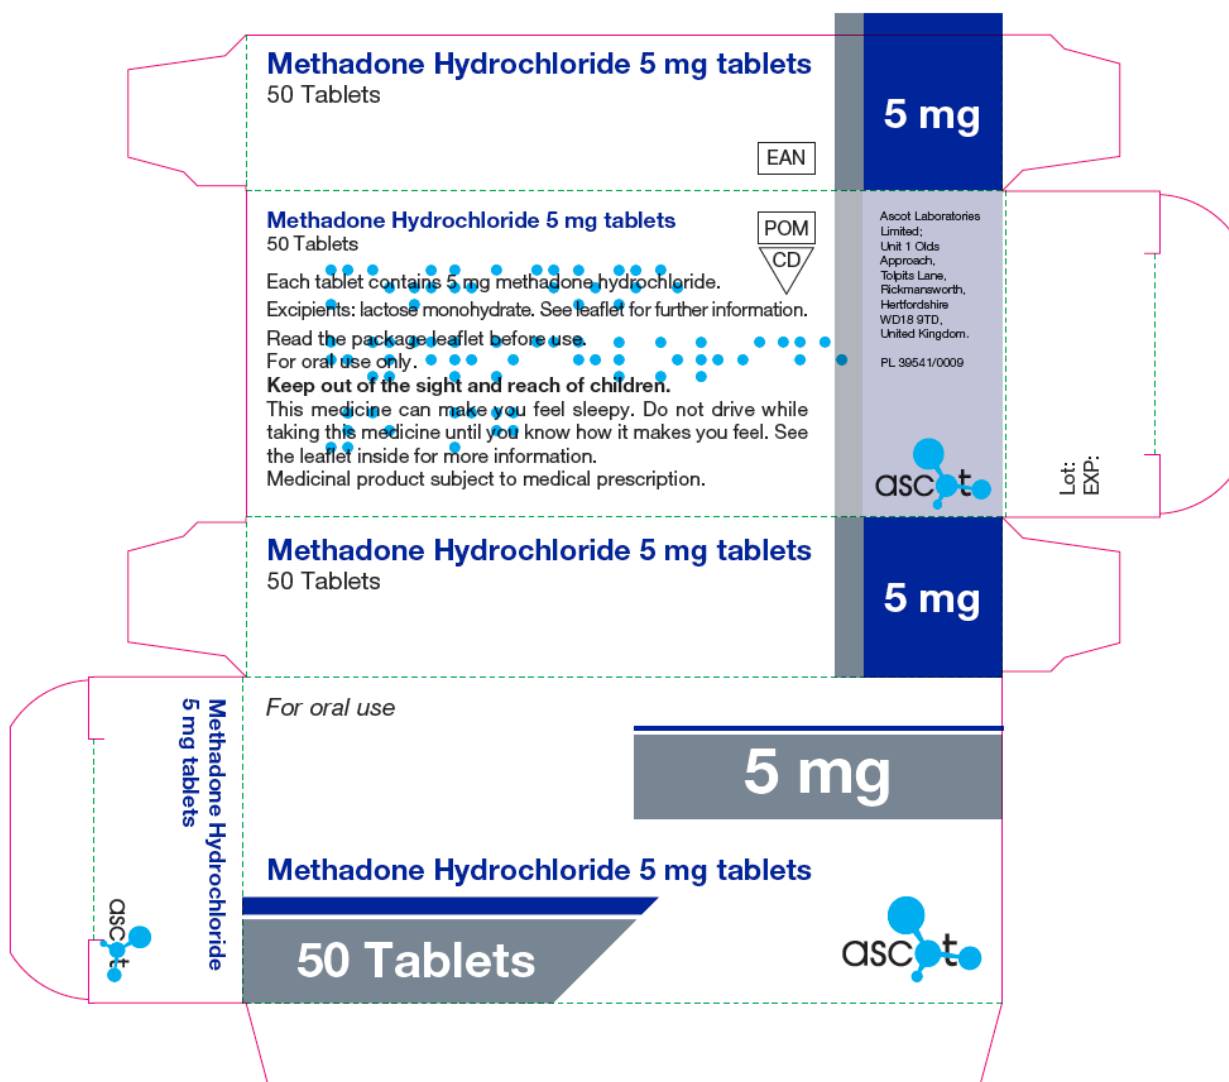 Methadone Hydrochloride 5 mg tablets
50 Tablets
EAN
5 mg
Methadone Hydrochloride 5 mg tablets
50 Tablets
POM
CD
Each tablet contains 5 mg methadone hydrochloride.
Excipients: lactose monohydrate. See leaflet for further information.
Read the package leaflet before use.
For oral use only.
Keep out of the sight and reach of children.
This medicine can make you feel sleepy. Do not drive while
taking this medicine until you know how it makes you feel. See
the leaflet inside for more information.
Medicinal product subject to medical prescription.
Ascot Laboratories
Limited;
Unit 1 Olds
Approach,
Tolpits Lane,
Rickmansworth,
Hertfordshire
WD18 9TD,
United Kingdom.
PL 39541/0009
ascot
Lot:
EXP:
Methadone Hydrochloride 5 mg tablets
50 Tablets
5 mg
Methadone Hydrochloride
5 mg tablets
ascot
For oral use
5 mg
Methadone Hydrochloride 5 mg tablets
50 Tablets
ascot